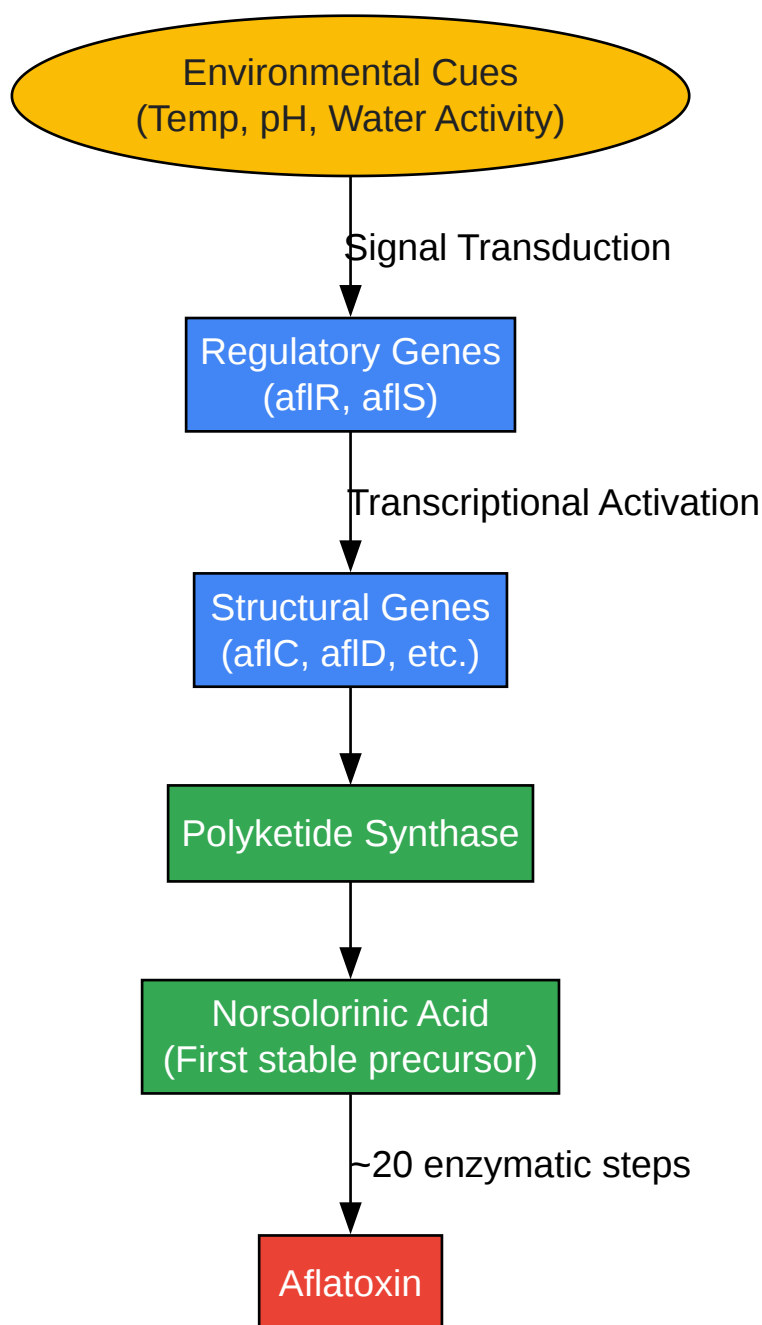 Environmental Cues
(Temp, pH, Water Activity)
Signal Transduction
Regulatory Genes
(aflR, aflS)
Transcriptional Activation
Structural Genes
(aflC, aflD, etc.)
Polyketide Synthase
Norsolorinic Acid
(First stable precursor)
~20 enzymatic steps
Aflatoxin